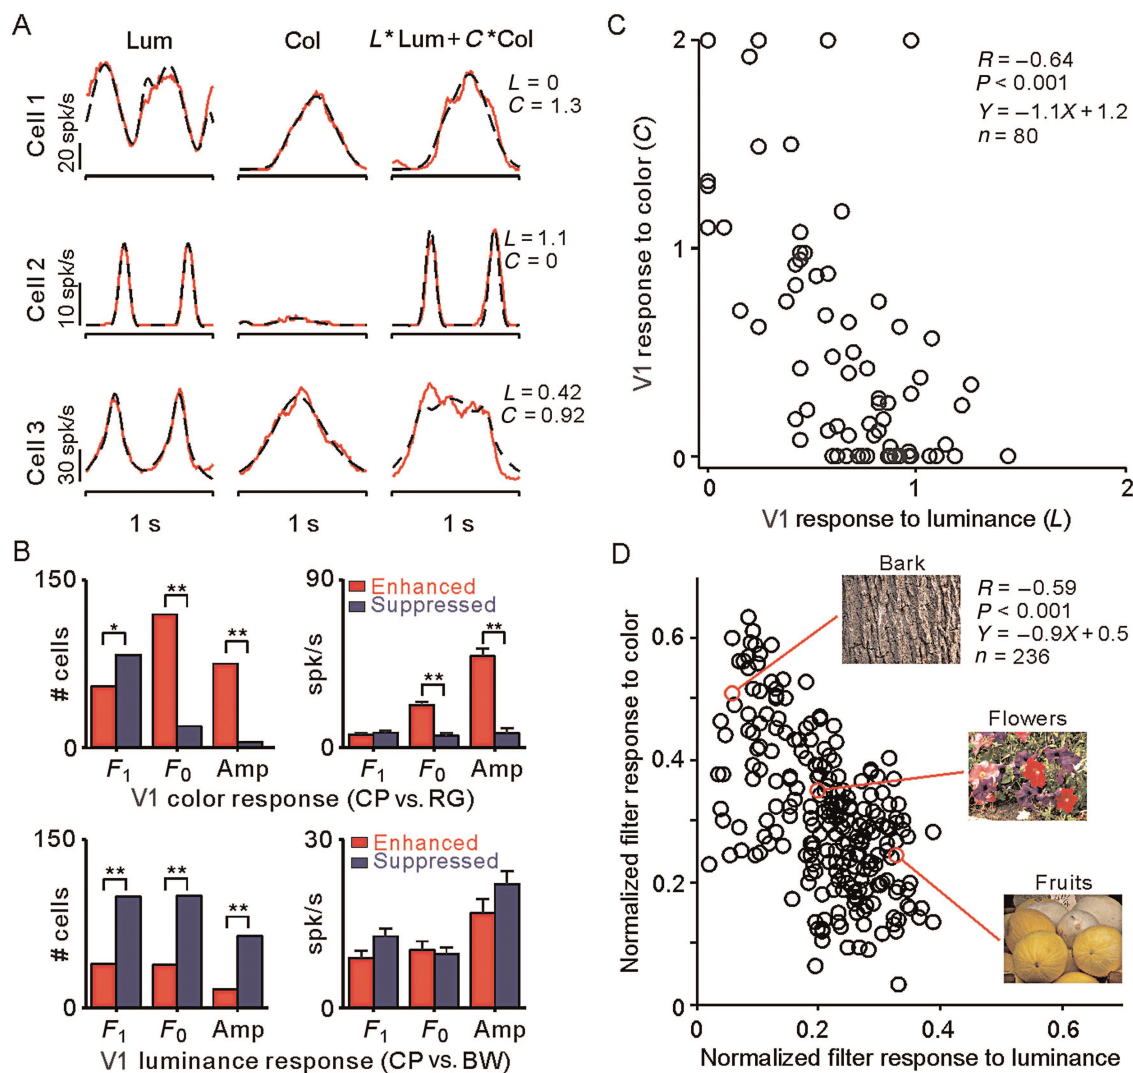 A
Lum
Col
L*Lum + C*Col
Cell 1
20 spk/s
L = 0
C = 1.3
Cell 2
10 spk/s
L = 1.1
C = 0
Cell 3
30 spk/s
L = 0.42
C = 0.92
1 s
1 s
1 s
B
150
# cells
0
*
**
**
F1
F0
Amp
90
spk/s
0
Enhanced
Suppressed
**
**
F1
F0
Amp
V1 color response (CP vs. RG)
150
# cells
0
**
**
**
F1
F0
Amp
30
spk/s
0
Enhanced
Suppressed
F1
F0
Amp
V1 luminance response (CP vs. BW)
C
2
1
0
V1 response to color (C)
R = −0.64
P < 0.001
Y = −1.1X + 1.2
n = 80
0
1
2
V1 response to luminance (L)
D
Bark
R = −0.59
P < 0.001
Y = −0.9X + 0.5
n = 236
Flowers
Fruits
0.6
0.4
0.2
0
Normalized filter response to color
0
0.2
0.4
0.6
Normalized filter response to luminance